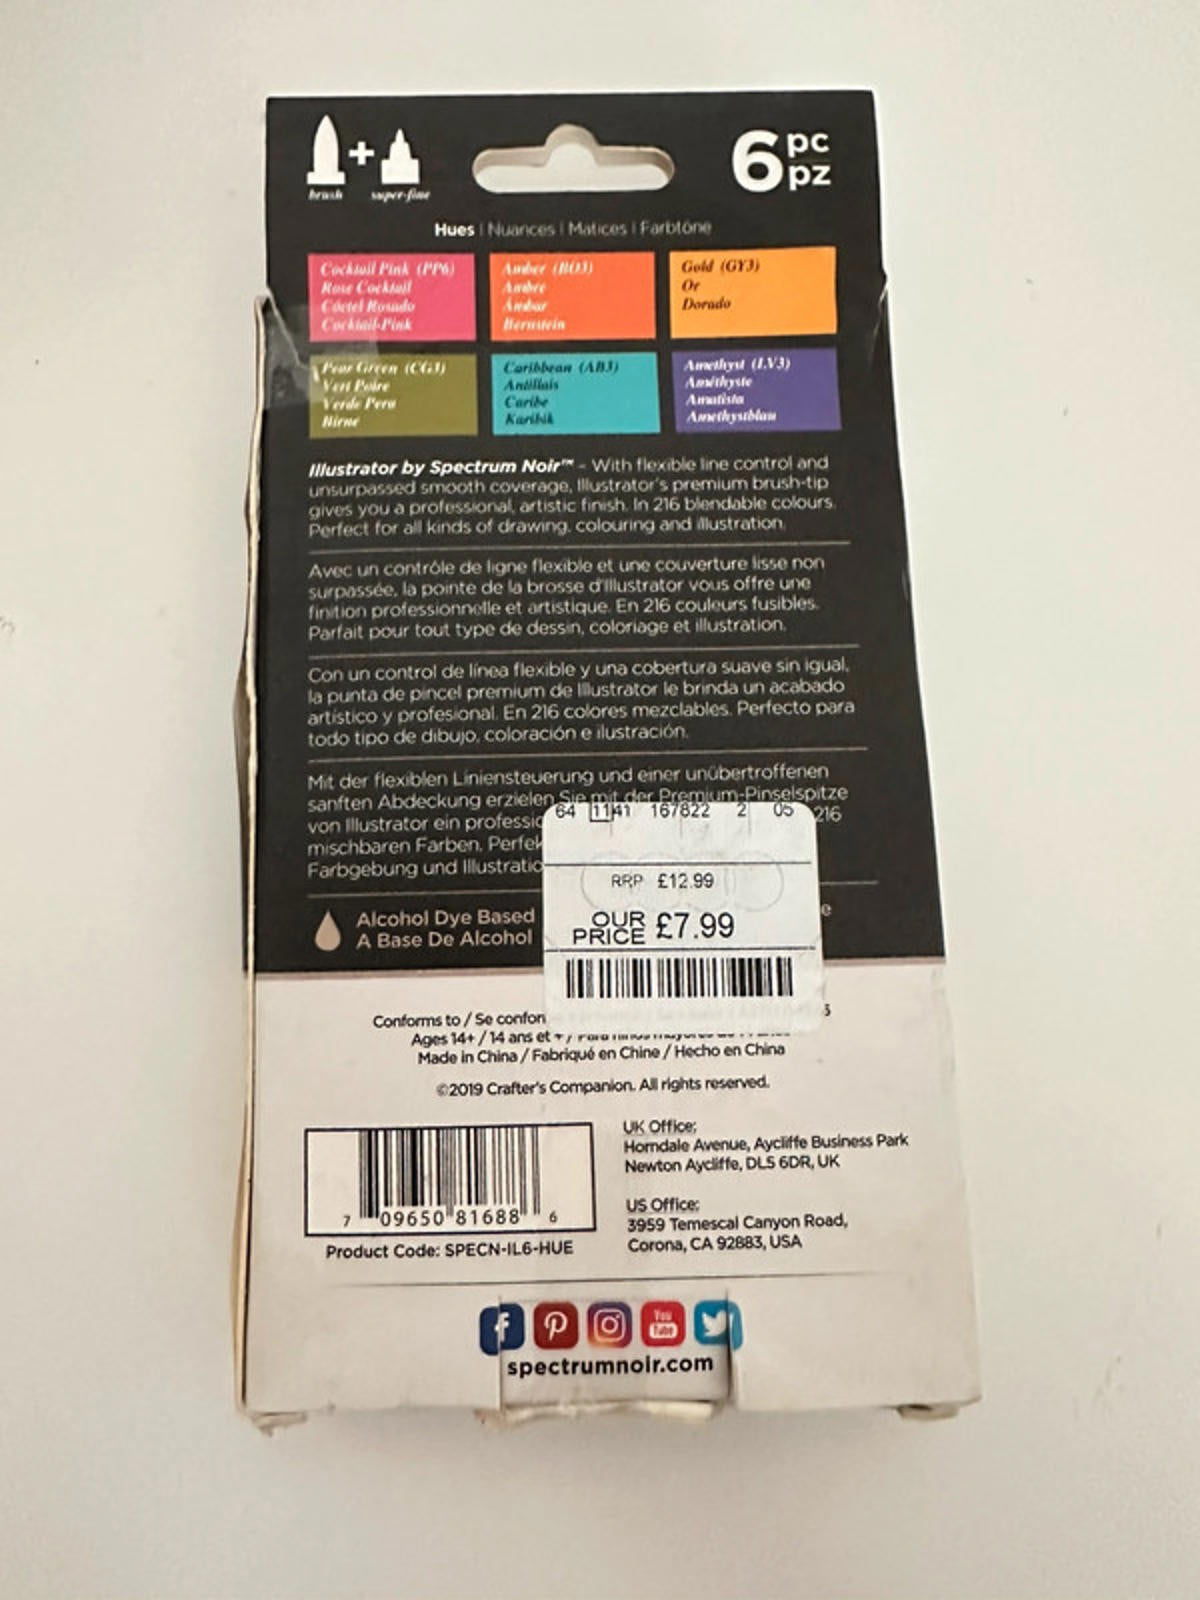 brush super-fine
6 pc pz
Hues | Nuances | Matices | Farbtöne
Cocktail Pink (PP6)
Rose Cocktail
Cóctel Rosado
Cocktail-Pink
Amber (BO3)
Ambre
Ámbar
Bernstein
Gold (GY3)
Or
Dorado
Pear Green (CG3)
Vert Poire
Verde Pera
Birne
Caribbean (AB3)
Antillais
Caribe
Karibik
Amethyst (LV3)
Améthyste
Amatista
Amethystblau
Illustrator by Spectrum Noir™ - With flexible line control and
unsurpassed smooth coverage, Illustrator's premium brush-tip
gives you a professional, artistic finish. In 216 blendable colours.
Perfect for all kinds of drawing, colouring and illustration.
Avec un contrôle de ligne flexible et une couverture lisse non
surpassée, la pointe de la brosse d'Illustrator vous offre une
finition professionnelle et artistique. En 216 couleurs fusibles.
Parfait pour tout type de dessin, coloriage et illustration.
Con un control de línea flexible y una cobertura suave sin igual,
la punta de pincel premium de Illustrator le brinda un acabado
artístico y profesional. En 216 colores mezclables. Perfecto para
todo tipo de dibujo, coloración e ilustración.
Mit der flexiblen Liniensteuerung und einer unübertroffenen
sanften Abdeckung erzielen Sie mit der Premium-Pinselspitze
von Illustrator ein professio 216
mischbaren Farben. Perfek
Farbgebung und Illustratio
64 1141 167822 2 05
RRP £12.99
OUR PRICE £7.99
Alcohol Dye Based
A Base De Alcohol
Conforms to / Se confor
Ages 14+ / 14 ans et + / Para niños mayores de
Made in China / Fabriqué en Chine / Hecho en China
©2019 Crafter's Companion. All rights reserved.
7 09650 81688 6
Product Code: SPECN-IL6-HUE
UK Office:
Horndale Avenue, Aycliffe Business Park
Newton Aycliffe, DL5 6DR, UK
US Office:
3959 Temescal Canyon Road,
Corona, CA 92883, USA
You Tube
spectrumnoir.com